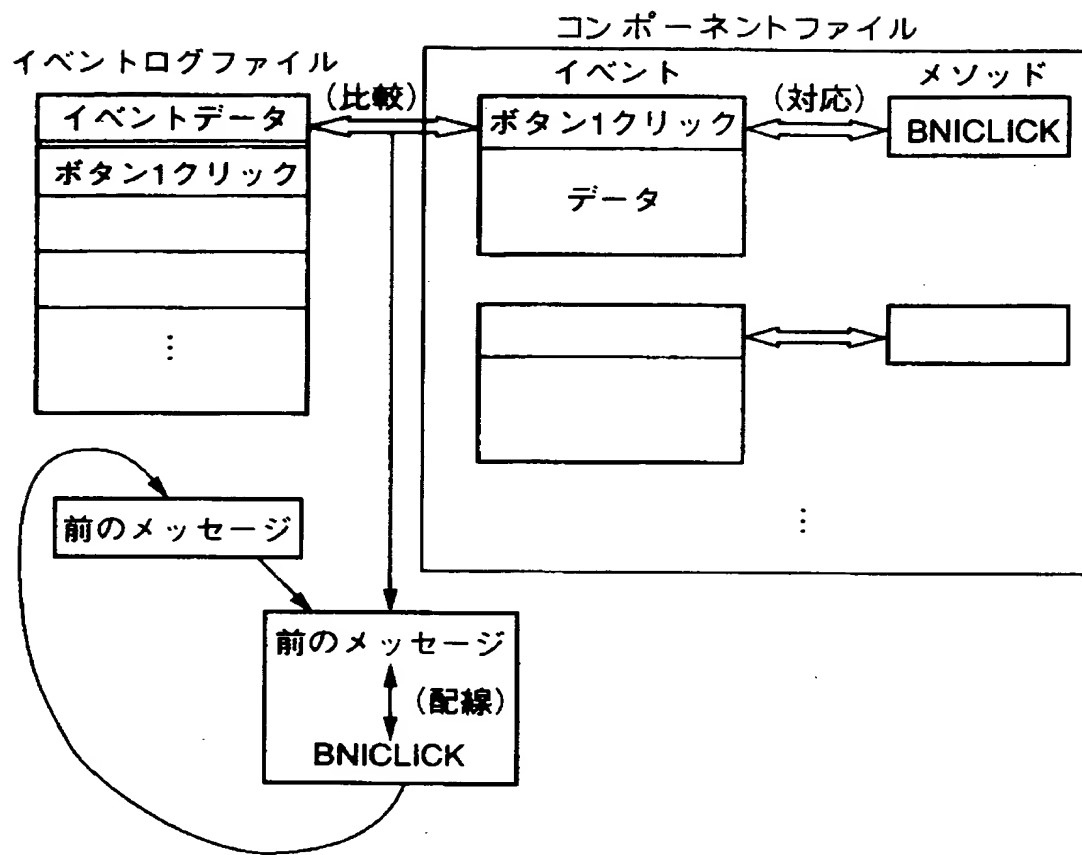 コンポーネントファイル
イベントログファイル
イベント
メソッド
イベントデータ
(比較)
ボタン1クリック
(対応)
BNICLICK
ボタン1クリック
データ
⋮
⋮
前のメッセージ
前のメッセージ
(配線)
BNICLICK